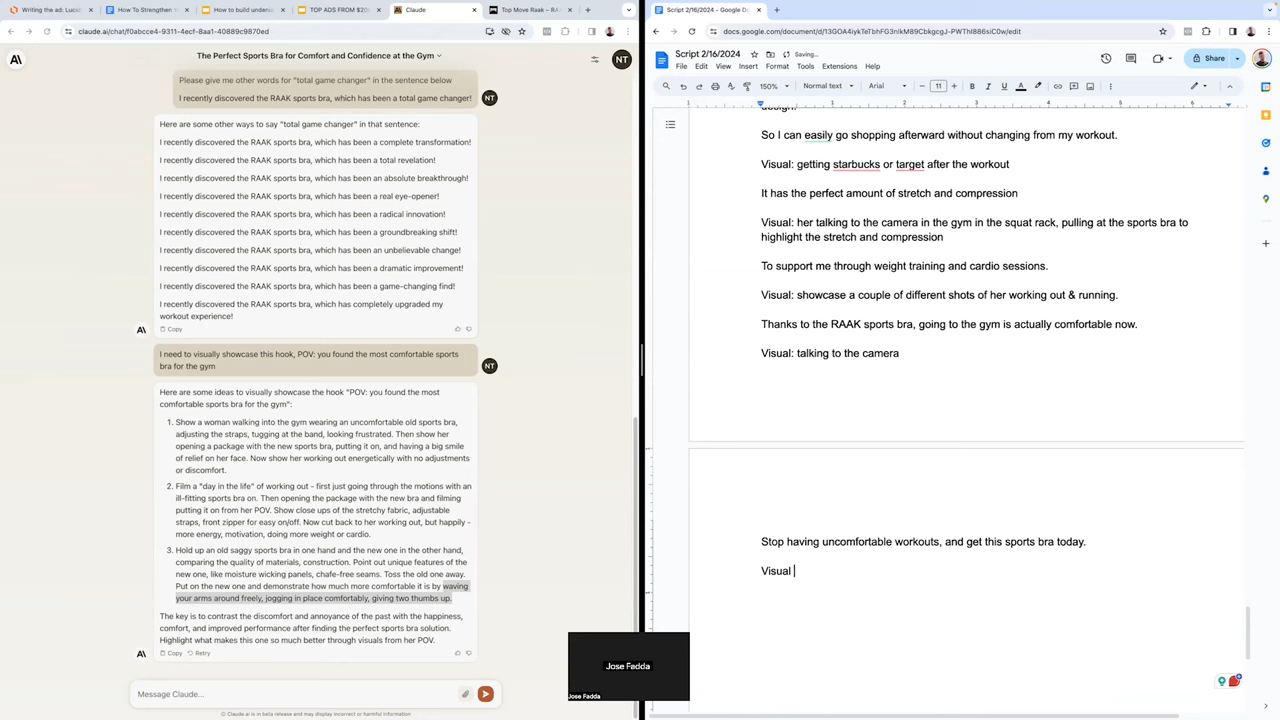 Writing the ad: Lucid
How To Strengthen t
How to build undeni
TOP ADS FROM $20
Claude
Top Move Raak – RA
claude.ai/chat/f0abcce4-9311-4ecf-8aa1-40889c9870ed
The Perfect Sports Bra for Comfort and Confidence at the Gym
NT
Please give me other words for "total game changer" in the sentence below
I recently discovered the RAAK sports bra, which has been a total game changer!
NT
Here are some other ways to say "total game changer" in that sentence:
I recently discovered the RAAK sports bra, which has been a complete transformation!
I recently discovered the RAAK sports bra, which has been a total revelation!
I recently discovered the RAAK sports bra, which has been an absolute breakthrough!
I recently discovered the RAAK sports bra, which has been a real eye-opener!
I recently discovered the RAAK sports bra, which has been a radical innovation!
I recently discovered the RAAK sports bra, which has been a groundbreaking shift!
I recently discovered the RAAK sports bra, which has been an unbelievable change!
I recently discovered the RAAK sports bra, which has been a dramatic improvement!
I recently discovered the RAAK sports bra, which has been a game-changing find!
I recently discovered the RAAK sports bra, which has completely upgraded my
workout experience!
Copy
I need to visually showcase this hook, POV: you found the most comfortable sports
bra for the gym
NT
Here are some ideas to visually showcase the hook "POV: you found the most
comfortable sports bra for the gym":
1. Show a woman walking into the gym wearing an uncomfortable old sports bra,
adjusting the straps, tugging at the band, looking frustrated. Then show her
opening a package with the new sports bra, putting it on, and having a big smile
of relief on her face. Now show her working out energetically with no adjustments
or discomfort.
2. Film a "day in the life" of working out - first just going through the motions with an
ill-fitting sports bra on. Then opening the package with the new bra and filming
putting it on from her POV. Show close ups of the stretchy fabric, adjustable
straps, front zipper for easy on/off. Now cut back to her working out, but happily -
more energy, motivation, doing more weight or cardio.
3. Hold up an old saggy sports bra in one hand and the new one in the other hand,
comparing the quality of materials, construction. Point out unique features of the
new one, like moisture wicking panels, chafe-free seams. Toss the old one away.
Put on the new one and demonstrate how much more comfortable it is by waving
your arms around freely, jogging in place comfortably, giving two thumbs up.
The key is to contrast the discomfort and annoyance of the past with the happiness,
comfort, and improved performance after finding the perfect sports bra solution.
Highlight what makes this one so much better through visuals from her POV.
Copy Retry
Message Claude...
Claude.ai is in beta release and may display incorrect or harmful information
Jose Fadda
Jose Fadda
Script 2/16/2024 - Google Do
Script 2/16/2024
Saving...
File Edit View Insert Format Tools Extensions Help
Share
150% Normal text Arial 11
1 2 3 4 5 6
design.
So I can easily go shopping afterward without changing from my workout.
Visual: getting starbucks or target after the workout
It has the perfect amount of stretch and compression
Visual: her talking to the camera in the gym in the squat rack, pulling at the sports bra to
highlight the stretch and compression
To support me through weight training and cardio sessions.
Visual: showcase a couple of different shots of her working out & running.
Thanks to the RAAK sports bra, going to the gym is actually comfortable now.
Visual: talking to the camera
Stop having uncomfortable workouts, and get this sports bra today.
Visual